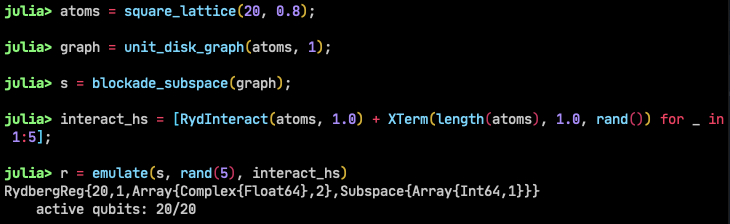 julia> atoms = square_lattice(20, 0.8);
julia> graph = unit_disk_graph(atoms, 1);
julia> s = blockade_subspace(graph);
julia> interact_hs = [RydInteract(atoms, 1.0) + XTerm(length(atoms), 1.0, rand()) for _ in
1:5];
julia> r = emulate(s, rand(5), interact_hs)
RydbergReg{20,1,Array{Complex{Float64},2},Subspace{Array{Int64,1}}}
active qubits: 20/20